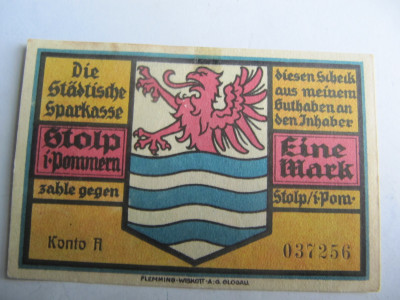 Die
Städtische
Sparkasse
Stolp
i. Pommern
zahle gegen
Konto A
diesen Scheck
aus meinem
Guthaben an
den Inhaber
Eine
Mark
Stolp/i-Pom-
037256
FLEMMING-WISKOTT-A.G. GLOGAU